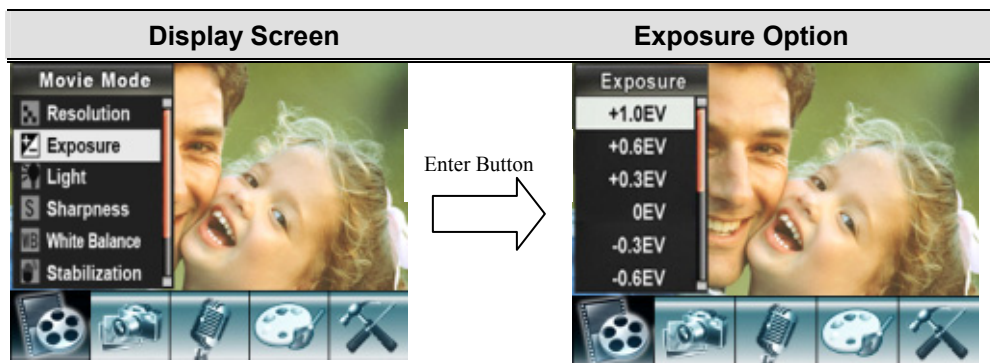 Display Screen
Exposure Option
Movie Mode
Resolution
Exposure
Light
S Sharpness
WB White Balance
Stabilization
Enter Button
Exposure
+1.0EV
+0.6EV
+0.3EV
0EV
-0.3EV
-0.6EV